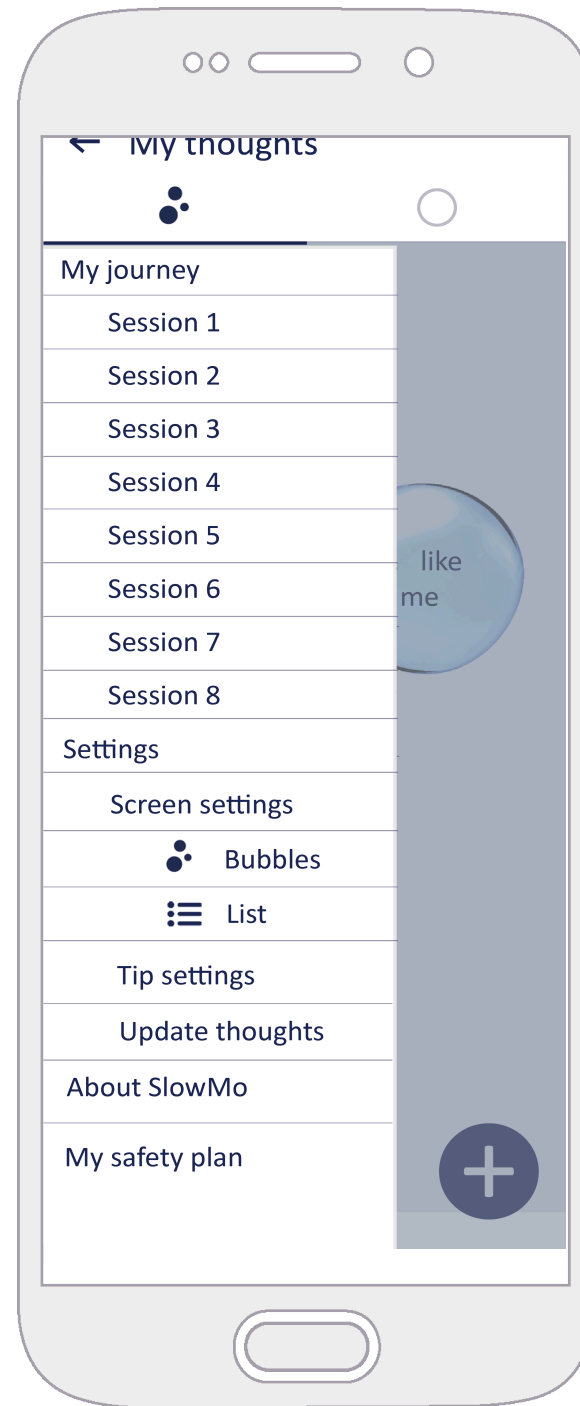 My thoughts
My journey
Session 1
Session 2
Session 3
Session 4
Session 5
Session 6
Session 7
Session 8
Settings
Screen settings
Bubbles
List
Tip settings
Update thoughts
About SlowMo
My safety plan
like
me